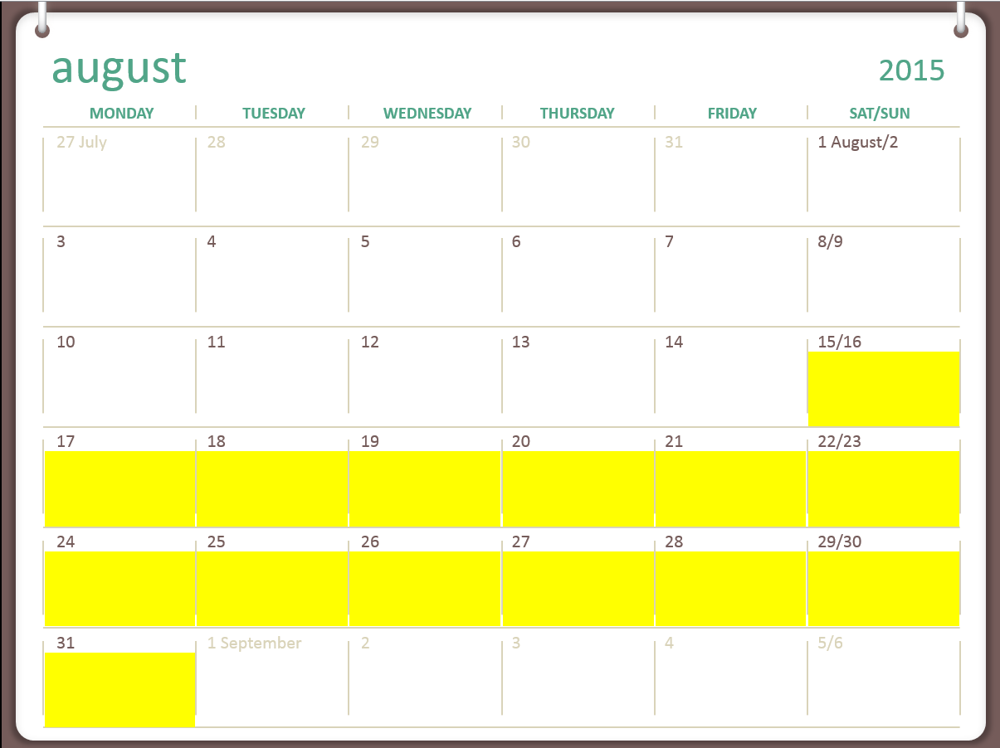 august 2015
MONDAY TUESDAY WEDNESDAY THURSDAY FRIDAY SAT/SUN
27 July 28 29 30 31 1 August/2
3 4 5 6 7 8/9
10 11 12 13 14 15/16
17 18 19 20 21 22/23
24 25 26 27 28 29/30
31 1 September 2 3 4 5/6